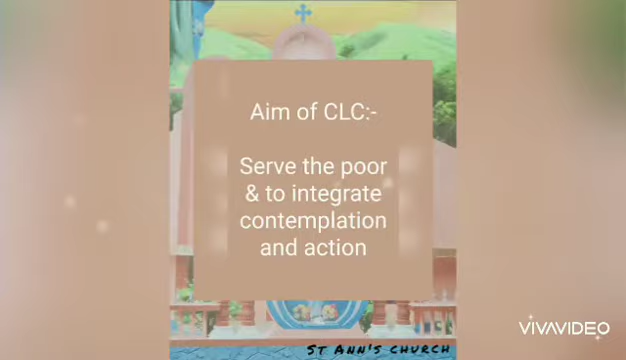 Aim of CLC:-
Serve the poor
& to integrate
contemplation
and action
ST ANN'S CHURCH
VIVAVIDEO